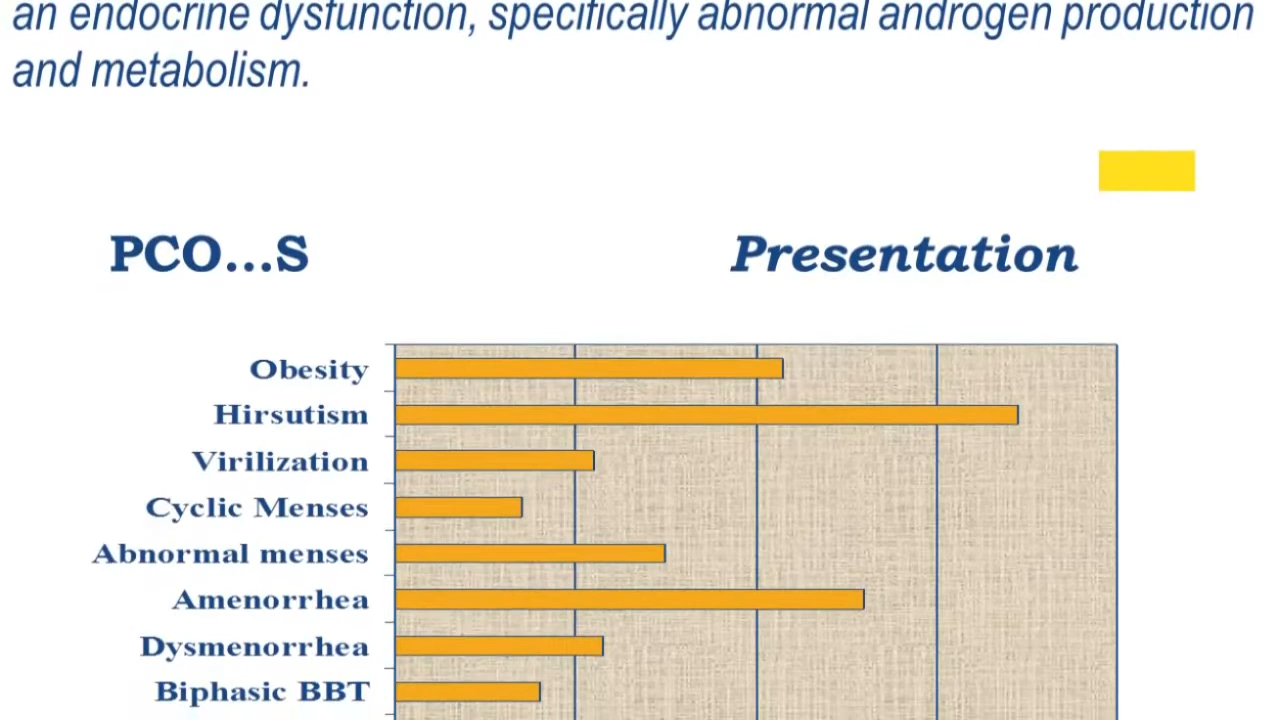 an endocrine dysfunction, specifically abnormal androgen production
and metabolism.
PCO...S
Presentation
Obesity
Hirsutism
Virilization
Cyclic Menses
Abnormal menses
Amenorrhea
Dysmenorrhea
Biphasic BBT